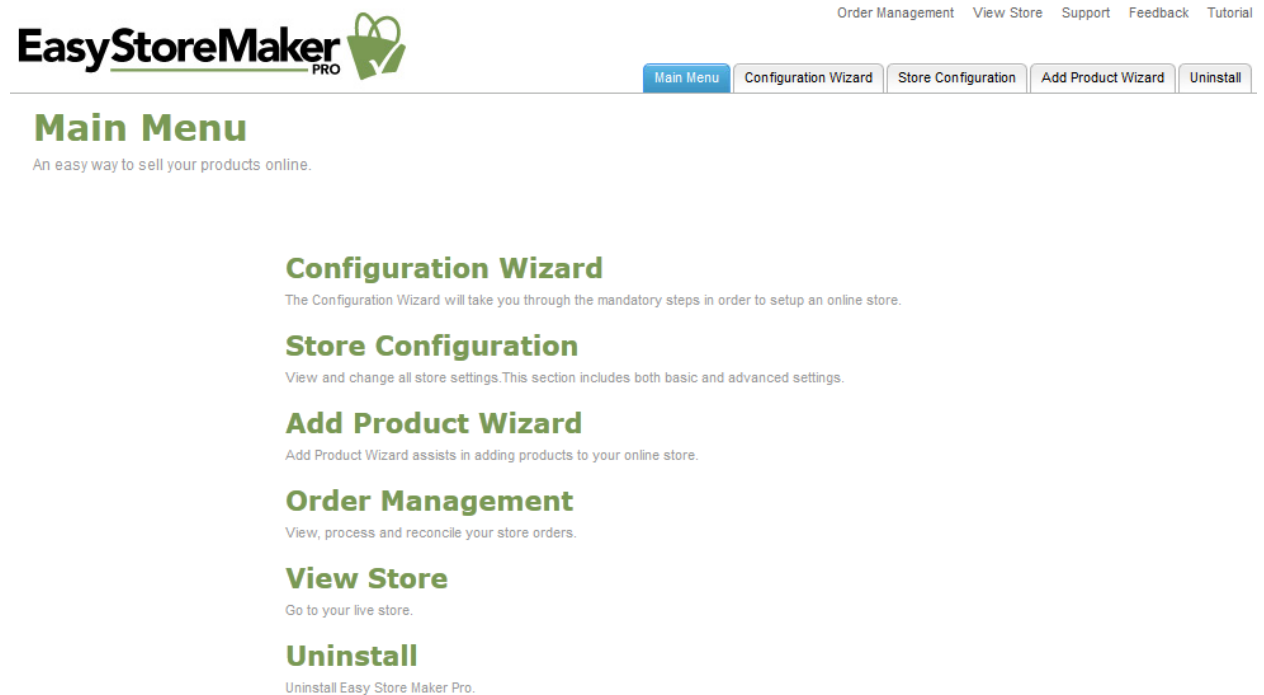 Order Management View Store Support Feedback Tutorial
EasyStoreMaker
PRO
Main Menu Configuration Wizard Store Configuration Add Product Wizard Uninstall
Main Menu
An easy way to sell your products online.
Configuration Wizard
The Configuration Wizard will take you through the mandatory steps in order to setup an online store.
Store Configuration
View and change all store settings.This section includes both basic and advanced settings.
Add Product Wizard
Add Product Wizard assists in adding products to your online store.
Order Management
View, process and reconcile your store orders.
View Store
Go to your live store.
Uninstall
Uninstall Easy Store Maker Pro.